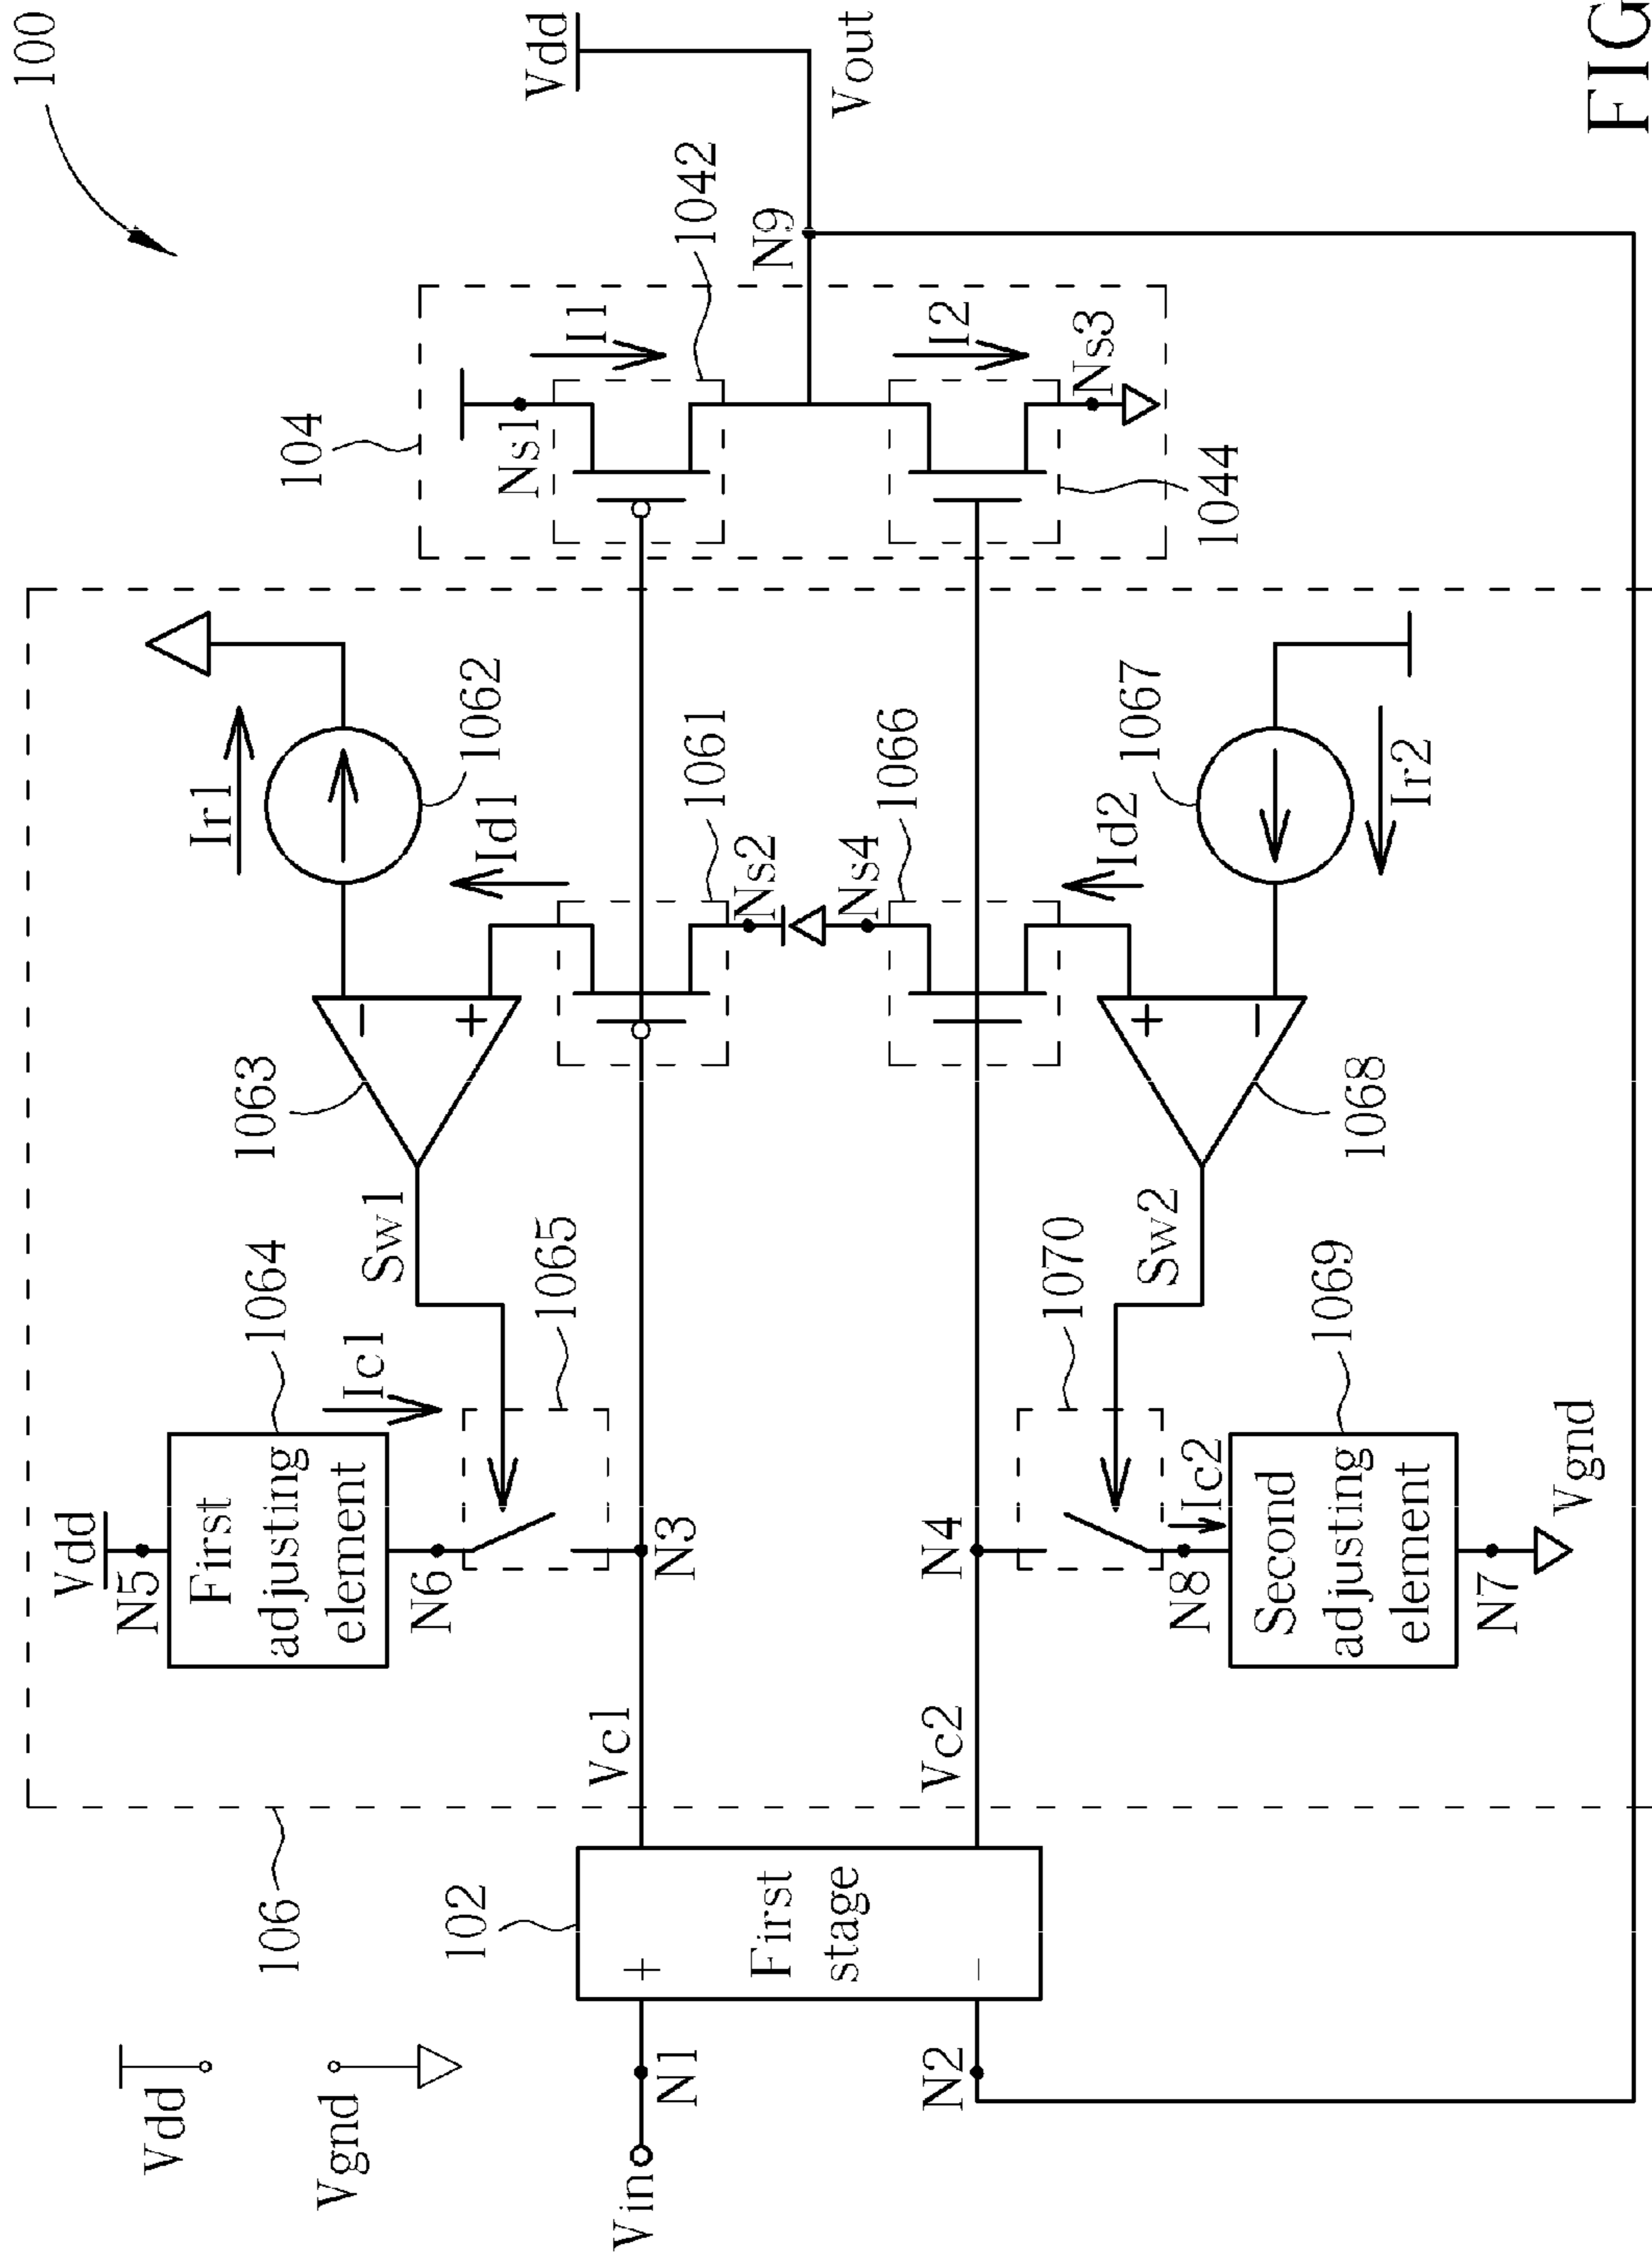 100
Vdd
Vgnd
Vin
N1
N2
102
+
First
stage
−
106
Vc1
Vc2
Vdd
N5
First
adjusting
element
1064
N6
Ic1
1065
N3
Sw1
1063
−
+
Ir1
1062
Id1
1061
Ns2
Ns4
1066
Id2
+
−
1067
Ir2
1068
Sw2
1070
N4
N8
Ic2
Second
adjusting
element
1069
N7
Vgnd
104
Ns1
I1
1042
N9
I2
Ns3
1044
Vdd
Vout
FIG